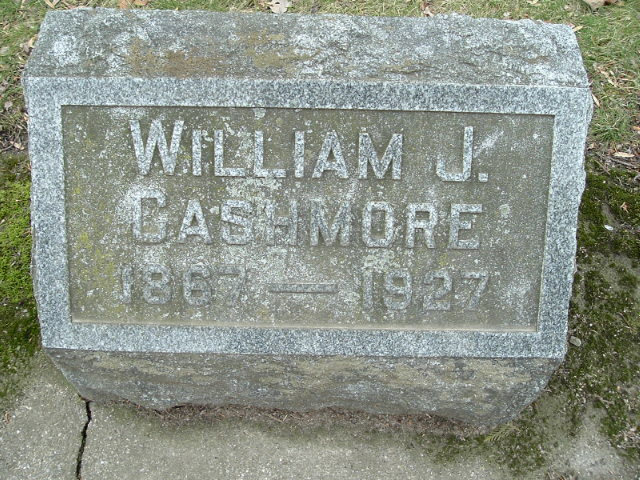 WILLIAM J.
CASHMORE
1867 — 1927